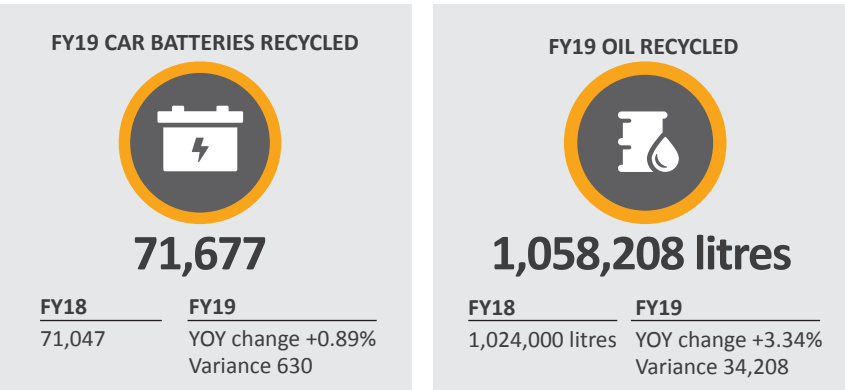 FY19 CAR BATTERIES RECYCLED
71,677
FY18
71,047
FY19
YOY change +0.89%
Variance 630
FY19 OIL RECYCLED
1,058,208 litres
FY18
1,024,000 litres
FY19
YOY change +3.34%
Variance 34,208